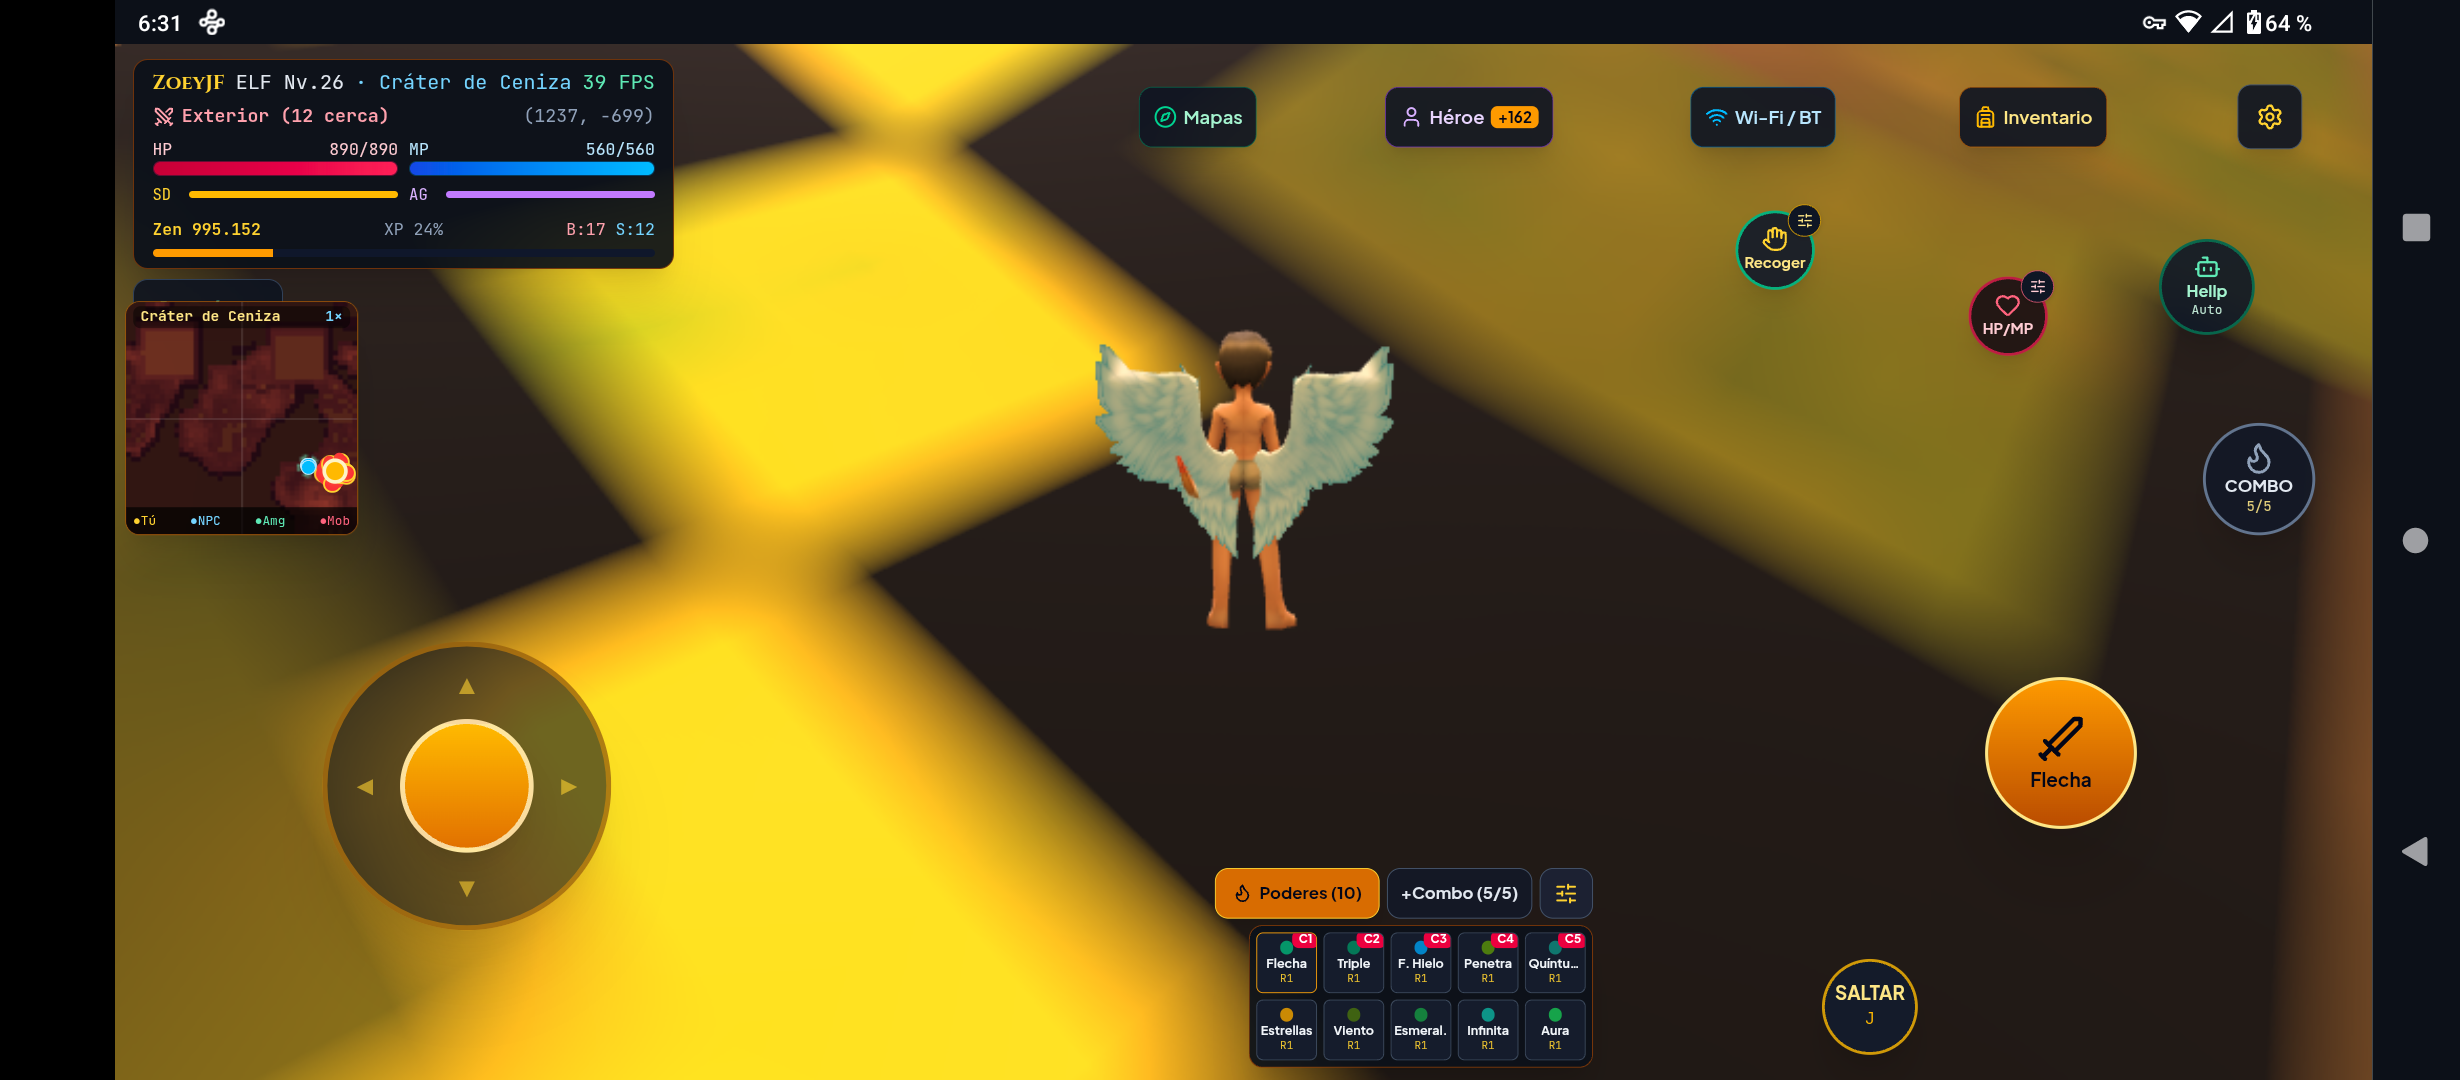 6:31
64 %
ZOEYJF ELF Nv.26 · Cráter de Ceniza 39 FPS
Exterior (12 cerca) (1237, -699)
HP 890/890 MP 560/560
SD AG
Zen 995.152 XP 24% B:17 S:12
Mapas
Héroe +162
Wi-Fi / BT
Inventario
Recoger
HP/MP
Hellp
Auto
Cráter de Ceniza 1×
Tú NPC Amg Mob
COMBO
5/5
Flecha
Poderes (10) +Combo (5/5)
C1 C2 C3 C4 C5
Flecha Triple F. Hielo Penetra Quíntu...
R1 R1 R1 R1 R1
Estrellas Viento Esmeral. Infinita Aura
R1 R1 R1 R1 R1
SALTAR
J